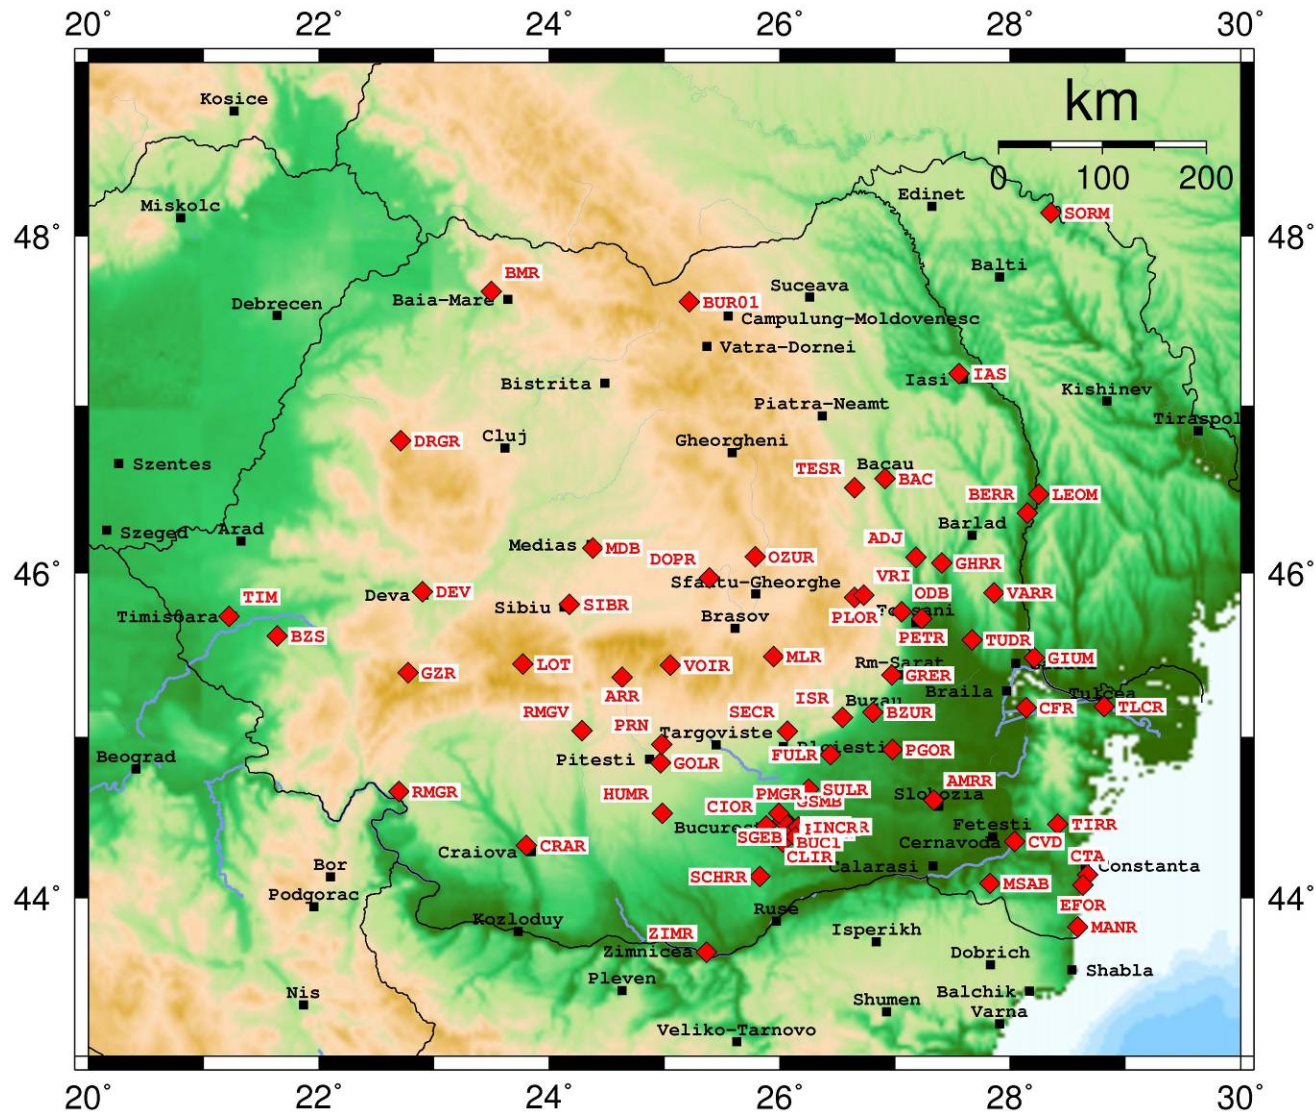 20° 22° 24° 26° 28° 30°
km
0 100 200
Kosice
Edinet
SORM
Miskolc
48° 48°
Balti
BMR
Suceava
Baia-Mare
BUR01
Debrecen
Campulung-Moldovenesc
Vatra-Dornei
Iasi IAS
Bistrita
Kishinev
Piatra-Neamt
Tiraspol
DRGR
Cluj
Gheorgheni
Szentes
TESR
Bacau
BAC
BERR
LEOM
Szeged
Arad
Barlad
Medias MDB
DOPR
OZUR
ADJ
GHRR
46° 46°
Sfantu-Gheorghe
VRI
Deva DEV
ODB
VARR
Sibiu SIBR
TIM
Timisoara
Brasov
PLOR
PETR
BZS
TUDR
GZR
LOT
VOIR
MLR
Rm-Sarat
GIUM
ARR
GRER
Braila
Tulcea
ISR
Buzau
RMGV
PRN
SECR
BZUR
CFR
TLCR
Targoviste
Pitesti
GOLR
FULR
Ploiesti
PGOR
Beograd
RMGR
HUMR
CIOR
PMGR
SULR
GSMB
AMRR
Slobozia
SGEB
INCRR
BUC1
CLIR
Fetesti
TIRR
Cernavoda
CVD
CTA
Constanta
Craiova
CRAR
Bor
Podgorac
SCHRR
Calarasi
MSAB
44° 44°
EFOR
Kozloduy
Ruse
MANR
ZIMR
Zimnicea
Isperikh
Dobrich
Shabla
Pleven
Balchik
Nis
Shumen
Varna
Veliko-Tarnovo
20° 22° 24° 26° 28° 30°